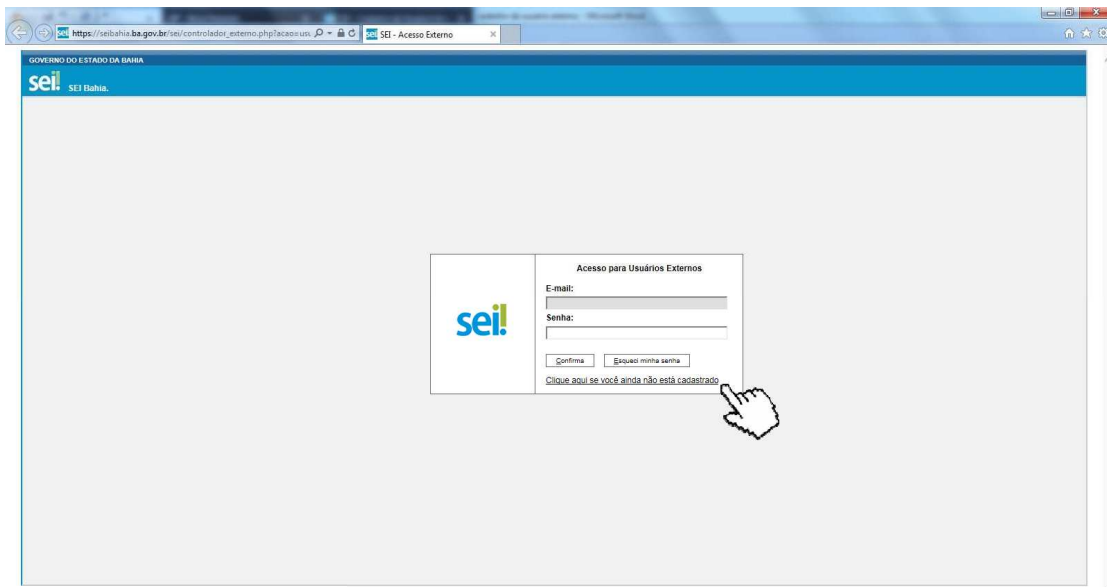 https://seibahia.ba.gov.br/sei/controlador_externo.php?acao=usu
SEI - Acesso Externo
GOVERNO DO ESTADO DA BAHIA
sei! SEI Bahia.
Acesso para Usuários Externos
E-mail:
sei!
Senha:
Confirma Esqueci minha senha
Clique aqui se você ainda não está cadastrado